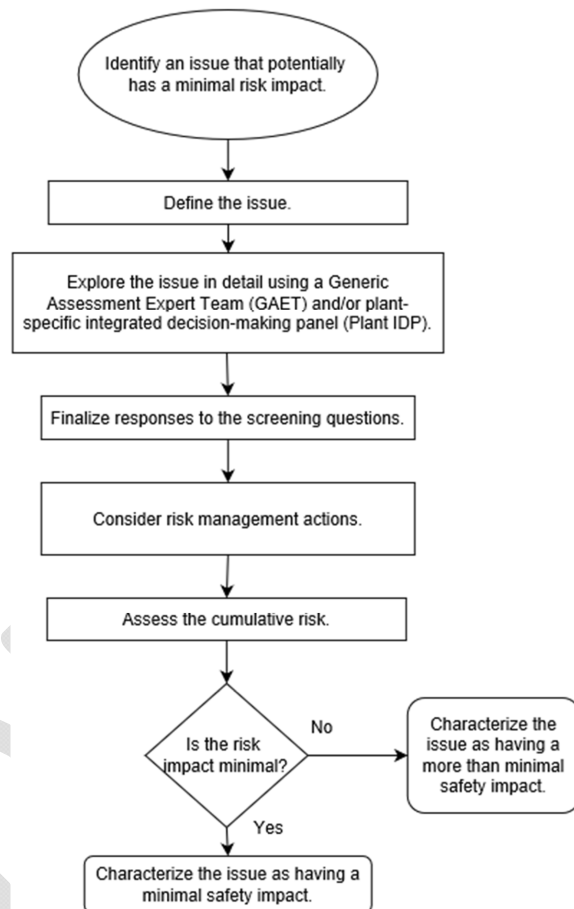 Identify an issue that potentially
has a minimal risk impact.
Define the issue.
Explore the issue in detail using a Generic
Assessment Expert Team (GAET) and/or plant-
specific integrated decision-making panel (Plant IDP).
Finalize responses to the screening questions.
Consider risk management actions.
Assess the cumulative risk.
Is the risk
impact minimal?
No
Characterize the
issue as having a
more than minimal
safety impact.
Yes
Characterize the issue as having a
minimal safety impact.